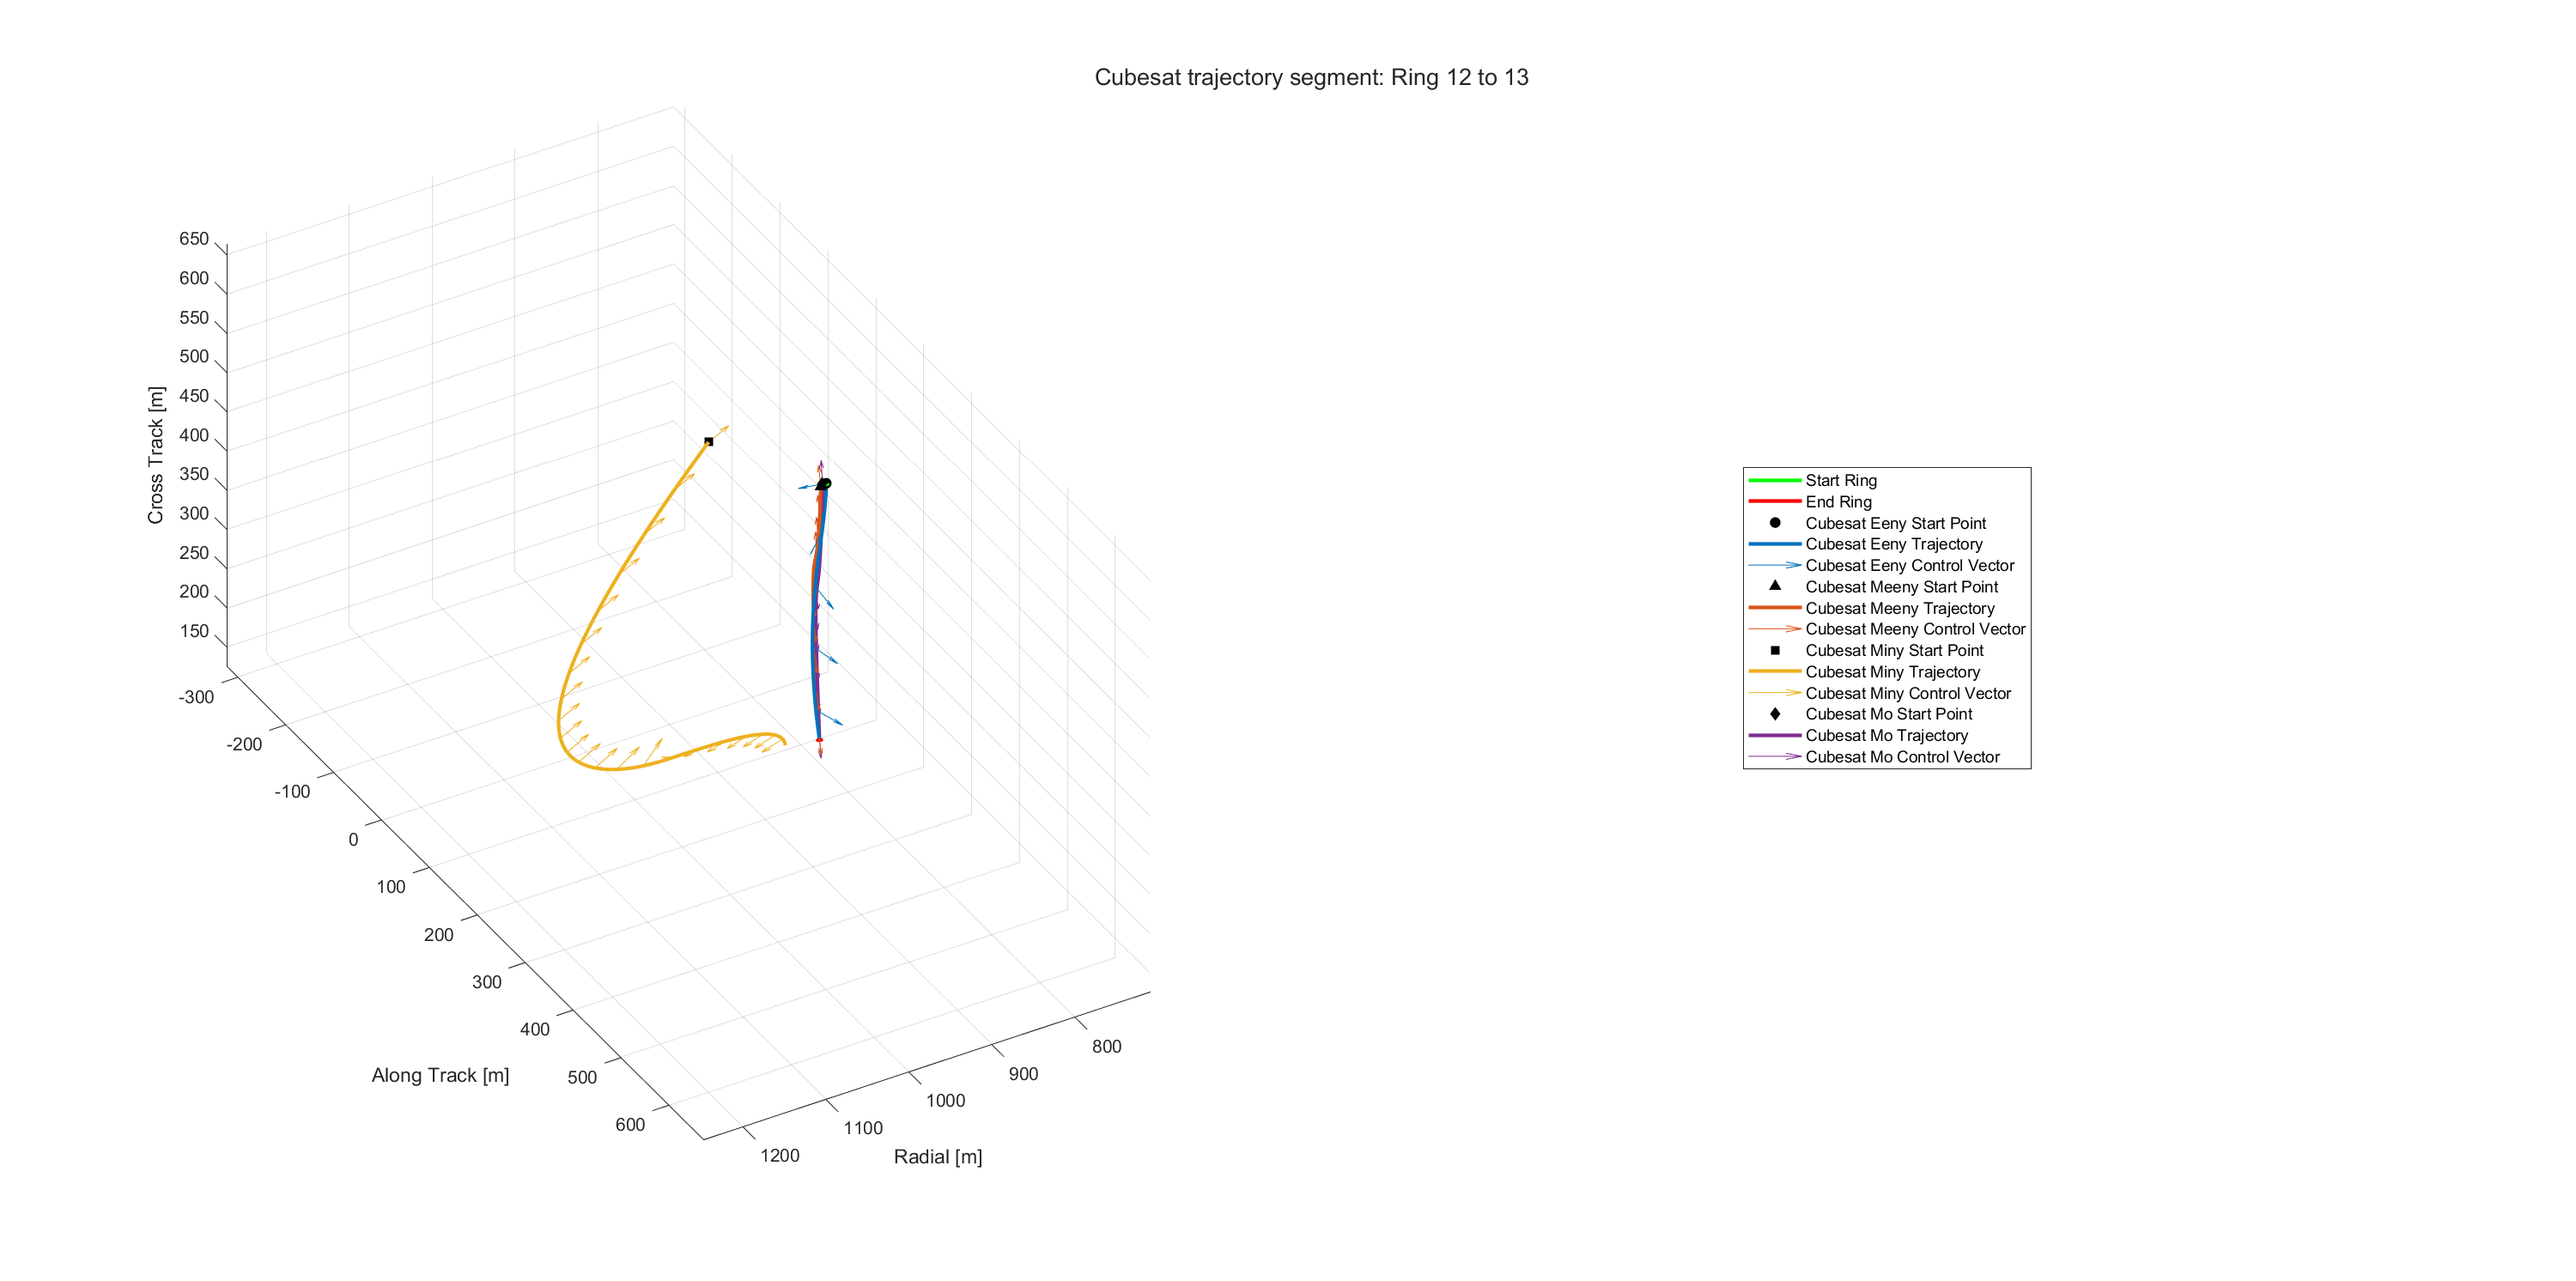 Cubesat trajectory segment: Ring 12 to 13
650
600
550
500
450
400
350
300
250
200
150
Cross Track [m]
-300
-200
-100
0
100
200
300
400
500
600
Along Track [m]
1200
1100
1000
900
800
Radial [m]
Start Ring
End Ring
Cubesat Eeny Start Point
Cubesat Eeny Trajectory
Cubesat Eeny Control Vector
Cubesat Meeny Start Point
Cubesat Meeny Trajectory
Cubesat Meeny Control Vector
Cubesat Miny Start Point
Cubesat Miny Trajectory
Cubesat Miny Control Vector
Cubesat Mo Start Point
Cubesat Mo Trajectory
Cubesat Mo Control Vector